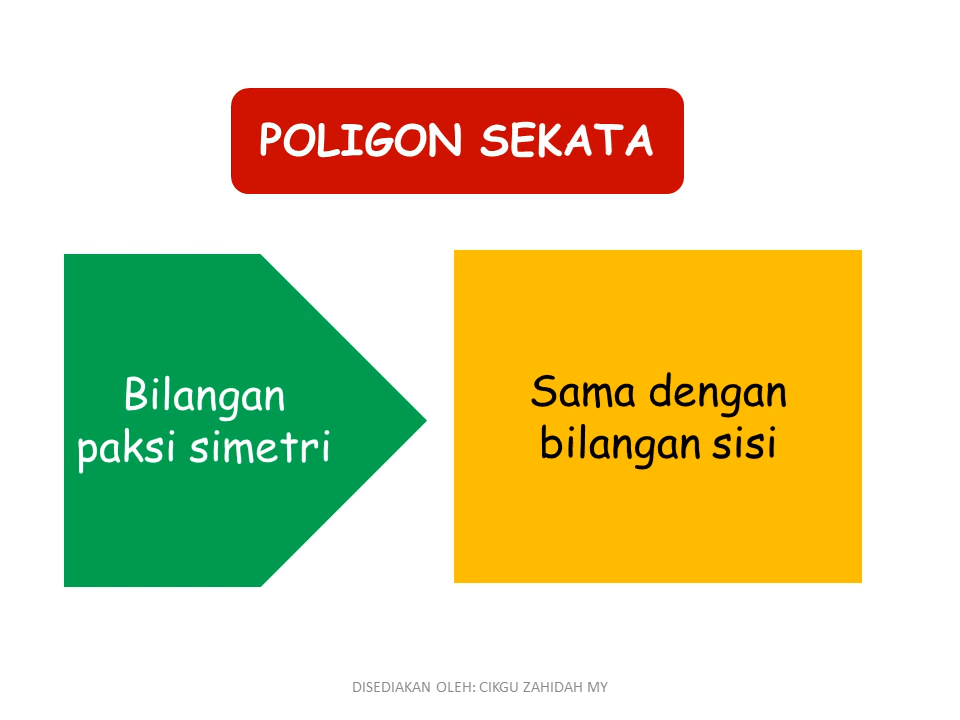 POLIGON SEKATA
Bilangan
paksi simetri
Sama dengan
bilangan sisi
DISEDIAKAN OLEH: CIKGU ZAHIDAH MY